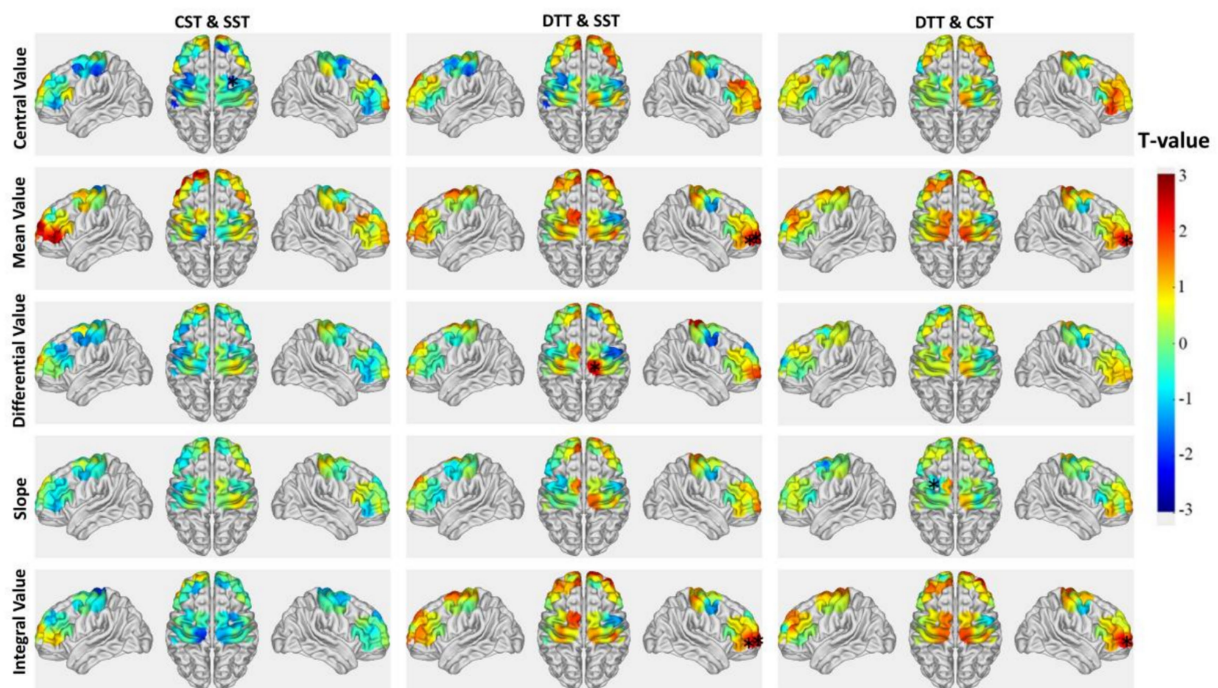 CST & SST
DTT & SST
DTT & CST
Central Value
T-value
Mean Value
3
2
1
Differential Value
0
-1
Slope
-2
-3
Integral Value